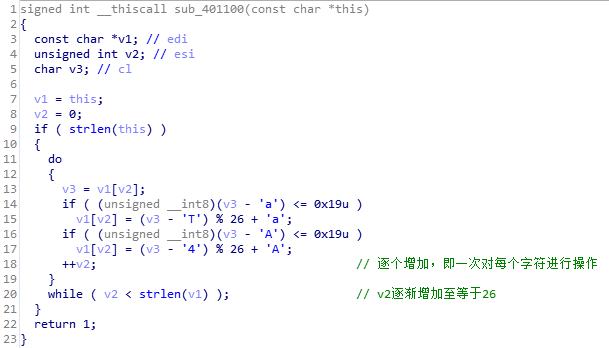 1 signed int __thiscall sub_401100(const char *this)
2 {
3   const char *v1; // edi
4   unsigned int v2; // esi
5   char v3; // cl
6
7   v1 = this;
8   v2 = 0;
9   if ( strlen(this) )
10   {
11     do
12     {
13       v3 = v1[v2];
14       if ( (unsigned __int8)(v3 - 'a') <= 0x19u )
15         v1[v2] = (v3 - 'T') % 26 + 'a';
16       if ( (unsigned __int8)(v3 - 'A') <= 0x19u )
17         v1[v2] = (v3 - '4') % 26 + 'A';
18       ++v2; // 逐个增加，即一次对每个字符进行操作
19     }
20     while ( v2 < strlen(v1) ); // v2逐渐增加至等于26
21   }
22   return 1;
23 }